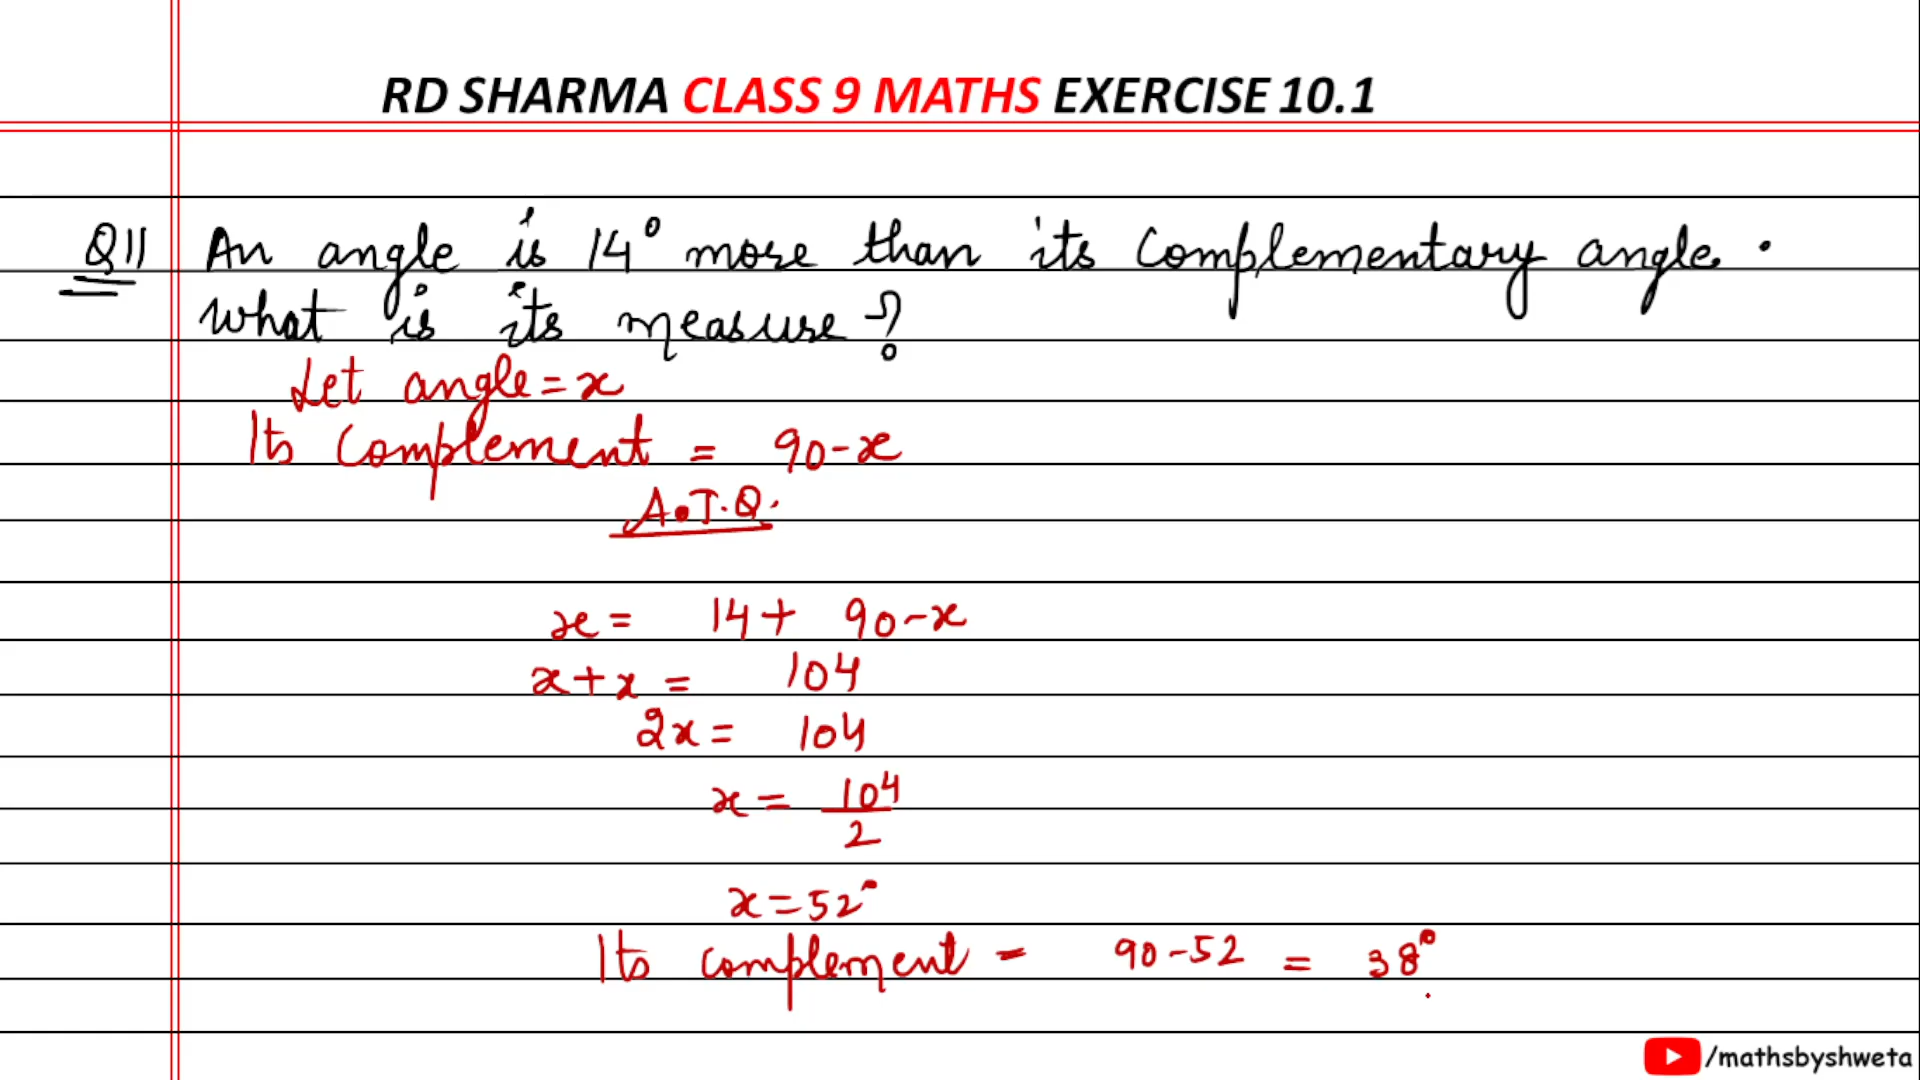 RD SHARMA CLASS 9 MATHS EXERCISE 10.1
Q11 An angle is 14° more than its complementary angle.
what is its measure?
Let angle = x
Its complement = 90-x
A.T.Q.
x = 14 + 90-x
x+x = 104
2x = 104
x = 104/2
x = 52°
Its complement - 90-52 = 38°
/mathsbyshweta